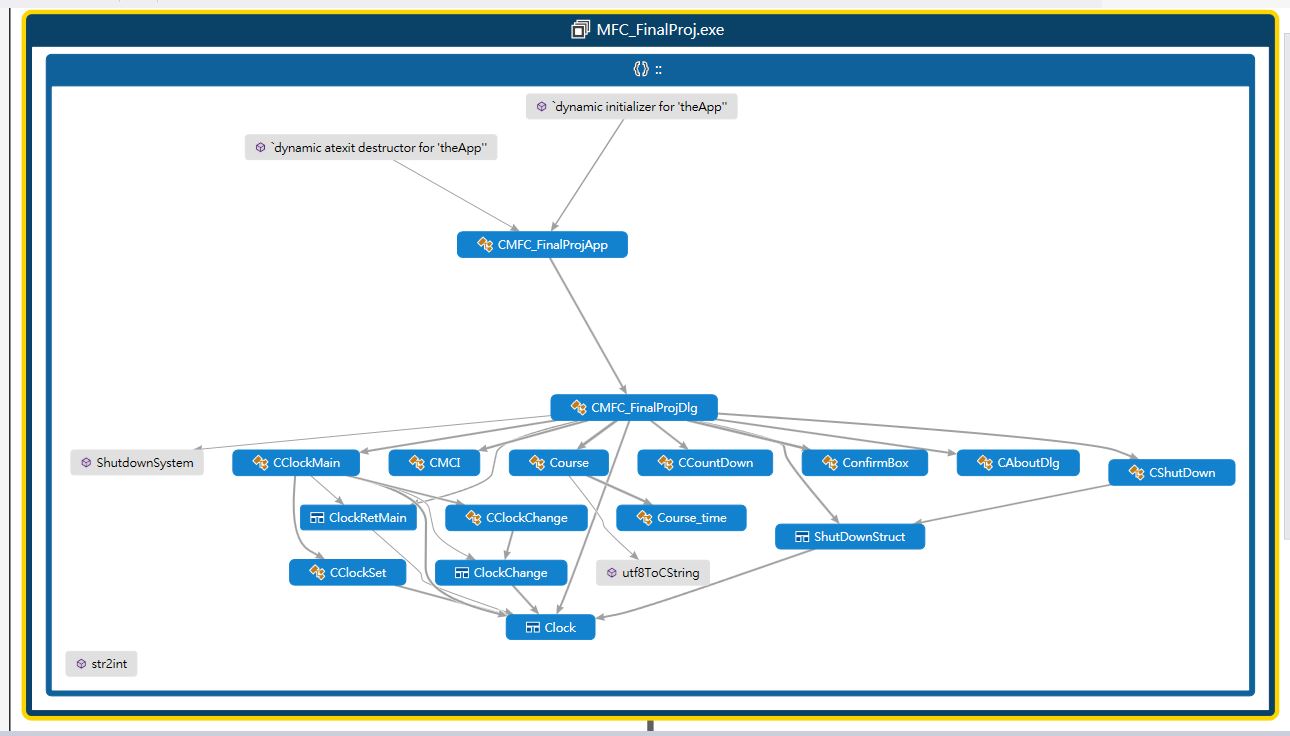 MFC_FinalProj.exe
::
`dynamic initializer for 'theApp''
`dynamic atexit destructor for 'theApp''
CMFC_FinalProjApp
CMFC_FinalProjDlg
ShutdownSystem
CClockMain
CMCI
Course
CCountDown
ConfirmBox
CAboutDlg
CShutDown
ClockRetMain
CClockChange
Course_time
ShutDownStruct
CClockSet
ClockChange
utf8ToCString
Clock
str2int